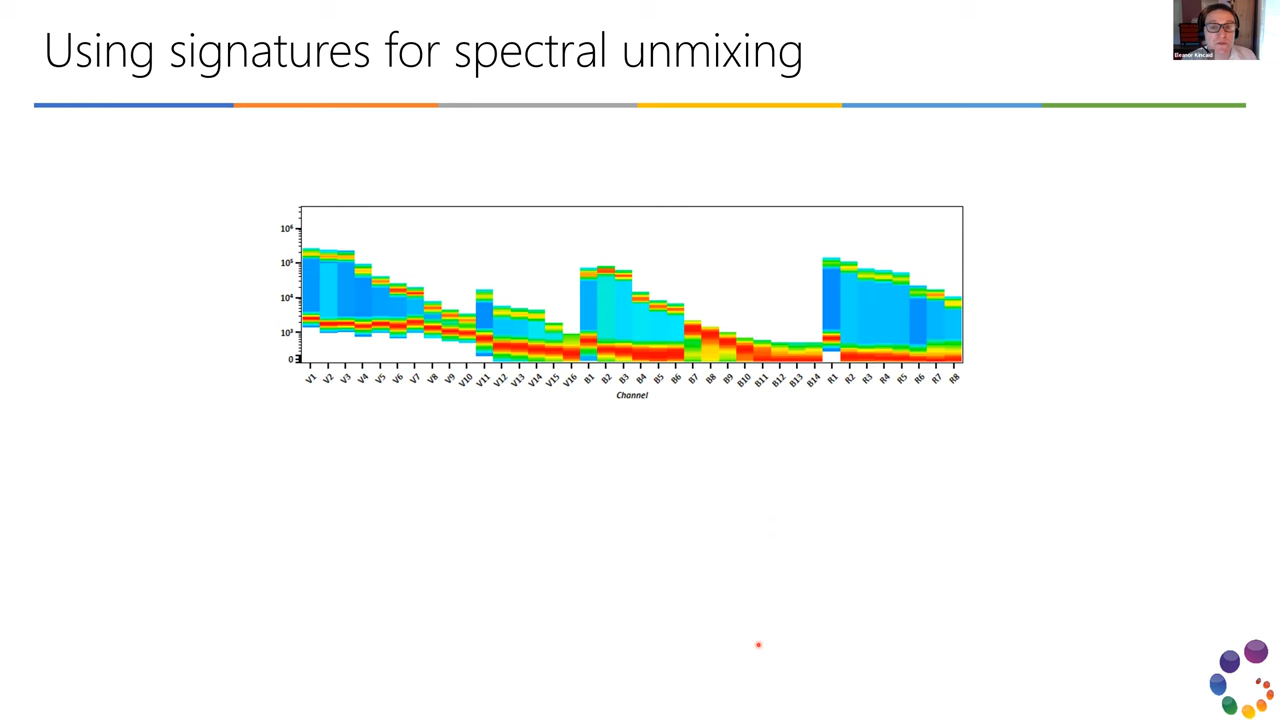 Using signatures for spectral unmixing
Eleanor Kincaid
10⁶
10⁵
10⁴
10³
0
V1 V2 V3 V4 V5 V6 V7 V8 V9 V10 V11 V12 V13 V14 V15 V16 B1 B2 B3 B4 B5 B6 B7 B8 B9 B10 B11 B12 B13 B14 R1 R2 R3 R4 R5 R6 R7 R8
Channel